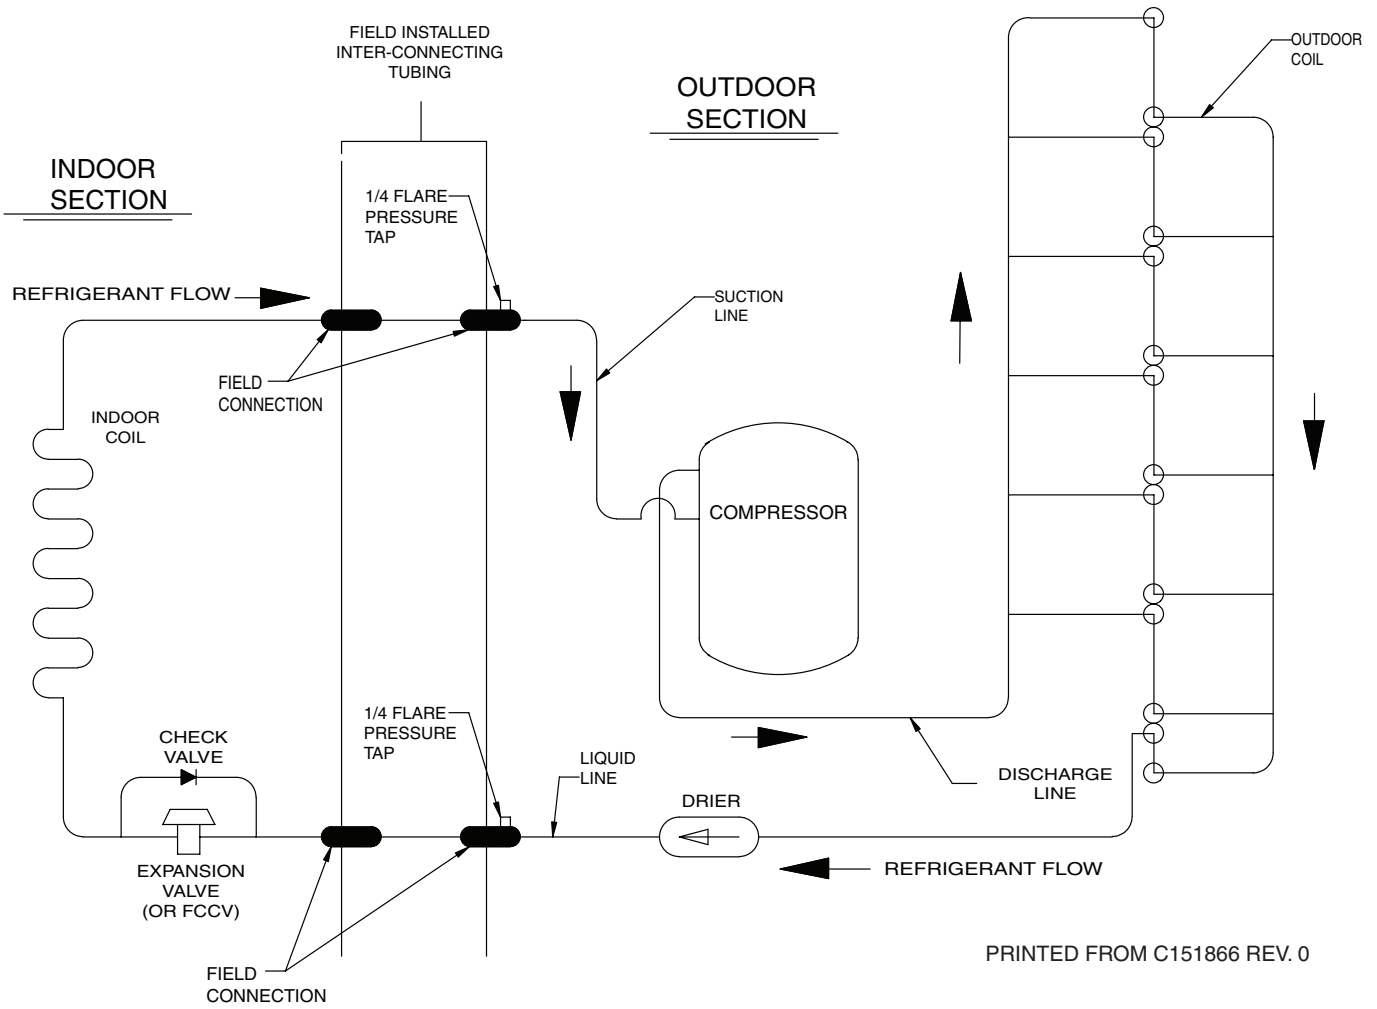 FIELD INSTALLED
INTER-CONNECTING
TUBING
OUTDOOR
SECTION
OUTDOOR
COIL
INDOOR
SECTION
1/4 FLARE
PRESSURE
TAP
REFRIGERANT FLOW
SUCTION
LINE
FIELD
CONNECTION
INDOOR
COIL
COMPRESSOR
1/4 FLARE
PRESSURE
TAP
CHECK
VALVE
LIQUID
LINE
DISCHARGE
LINE
DRIER
EXPANSION
VALVE
(OR FCCV)
REFRIGERANT FLOW
FIELD
CONNECTION
PRINTED FROM C151866 REV. 0